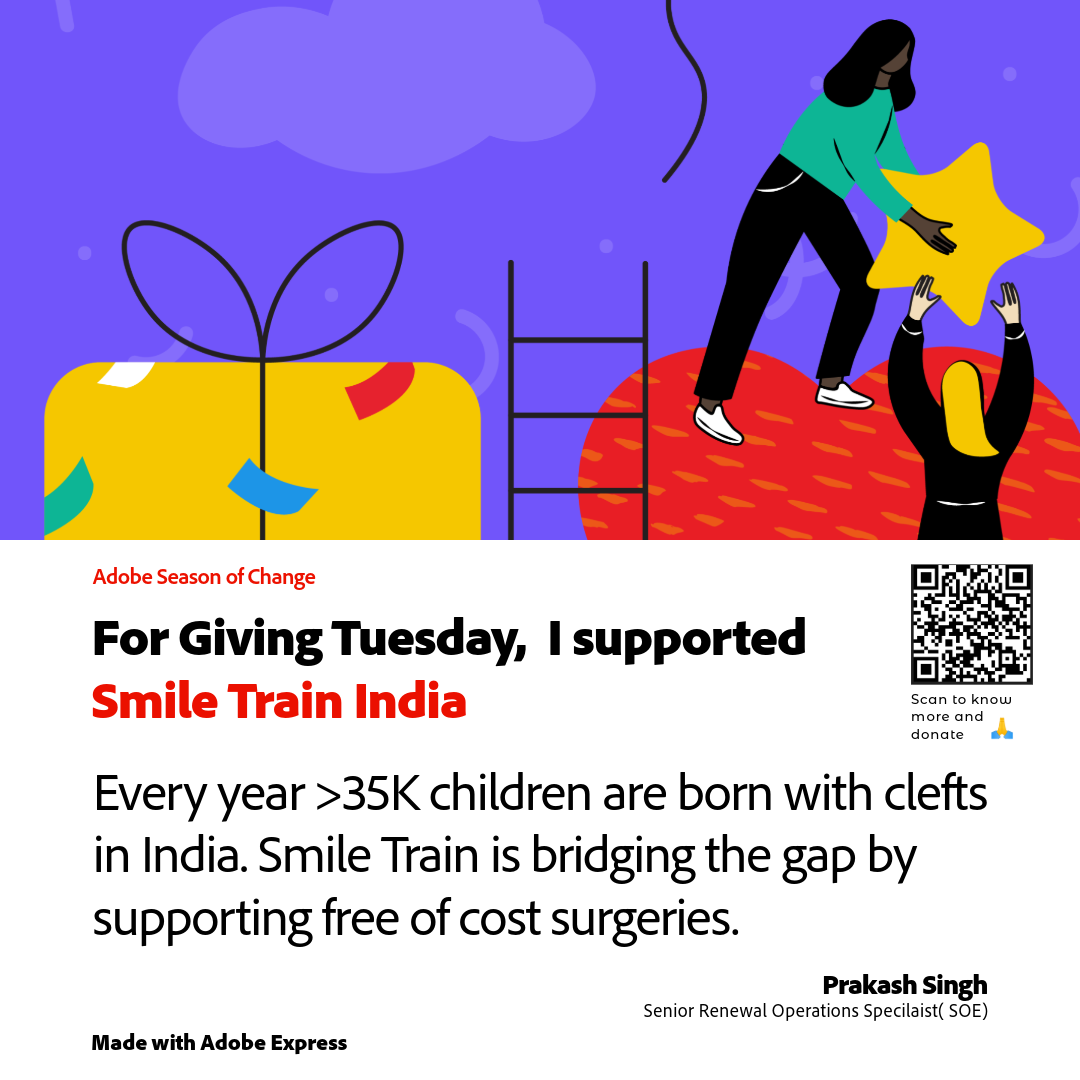 Adobe Season of Change
For Giving Tuesday,  I supported
Smile Train India
Scan to know
more and
donate 🙏
Every year >35K children are born with clefts
in India. Smile Train is bridging the gap by
supporting free of cost surgeries.
Prakash Singh
Senior Renewal Operations Specilaist( SOE)
Made with Adobe Express